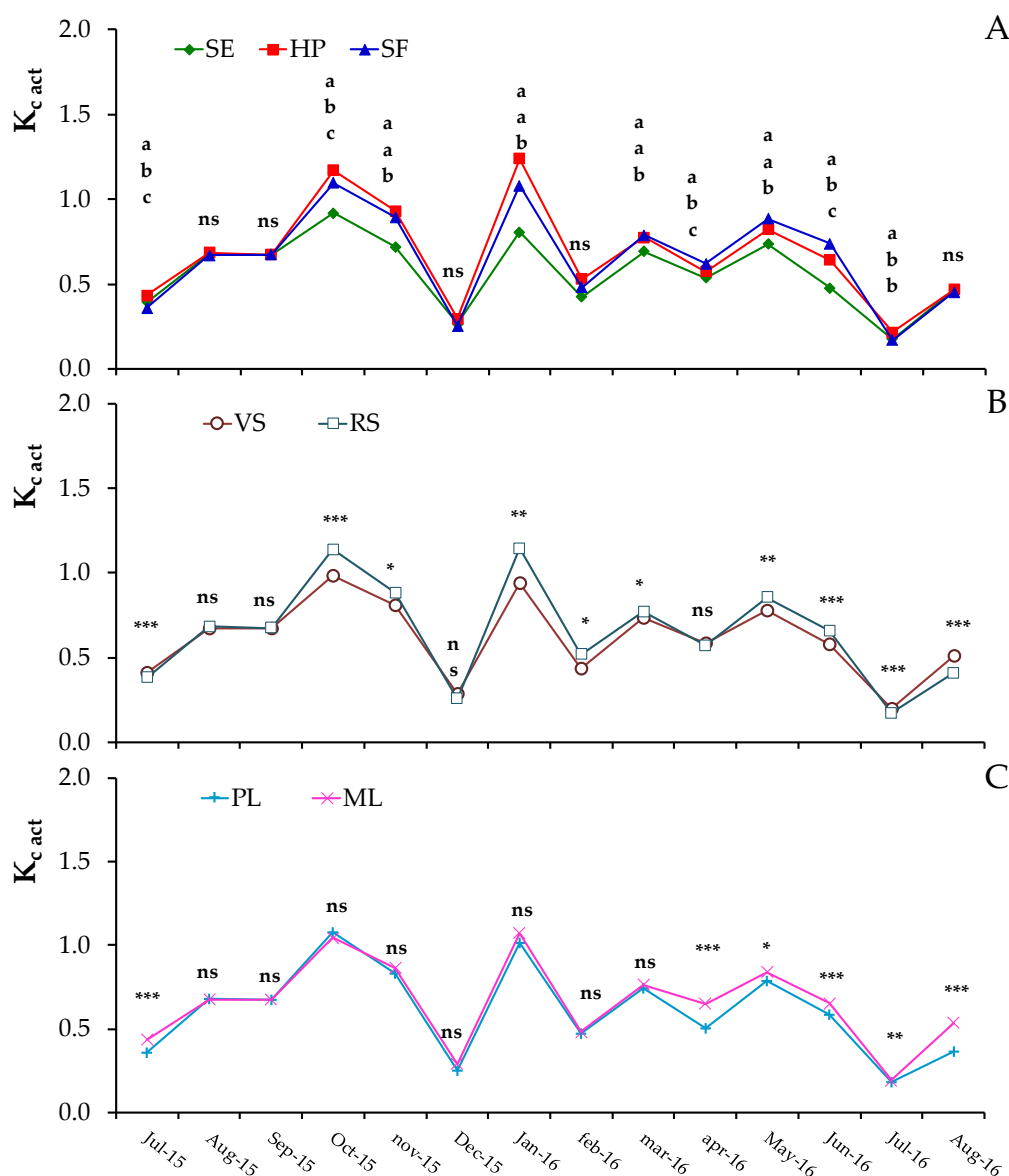 A
2.0
SE HP SF
K c act
1.5
1.0
0.5
0.0
a b c
ns
ns
a b c
a a b
ns
a a b
ns
a a b
a b c
a a b
a b c
a b b
ns
B
2.0
VS RS
K c act
1.5
1.0
0.5
0.0
***
ns
ns
***
*
n s
**
*
*
ns
**
***
***
***
C
2.0
PL ML
K c act
1.5
1.0
0.5
0.0
***
ns
ns
ns
ns
ns
ns
ns
ns
***
*
***
**
***
Jul-15 Aug-15 Sep-15 Oct-15 nov-15 Dec-15 Jan-16 feb-16 mar-16 apr-16 May-16 Jun-16 Jul-16 Aug-16